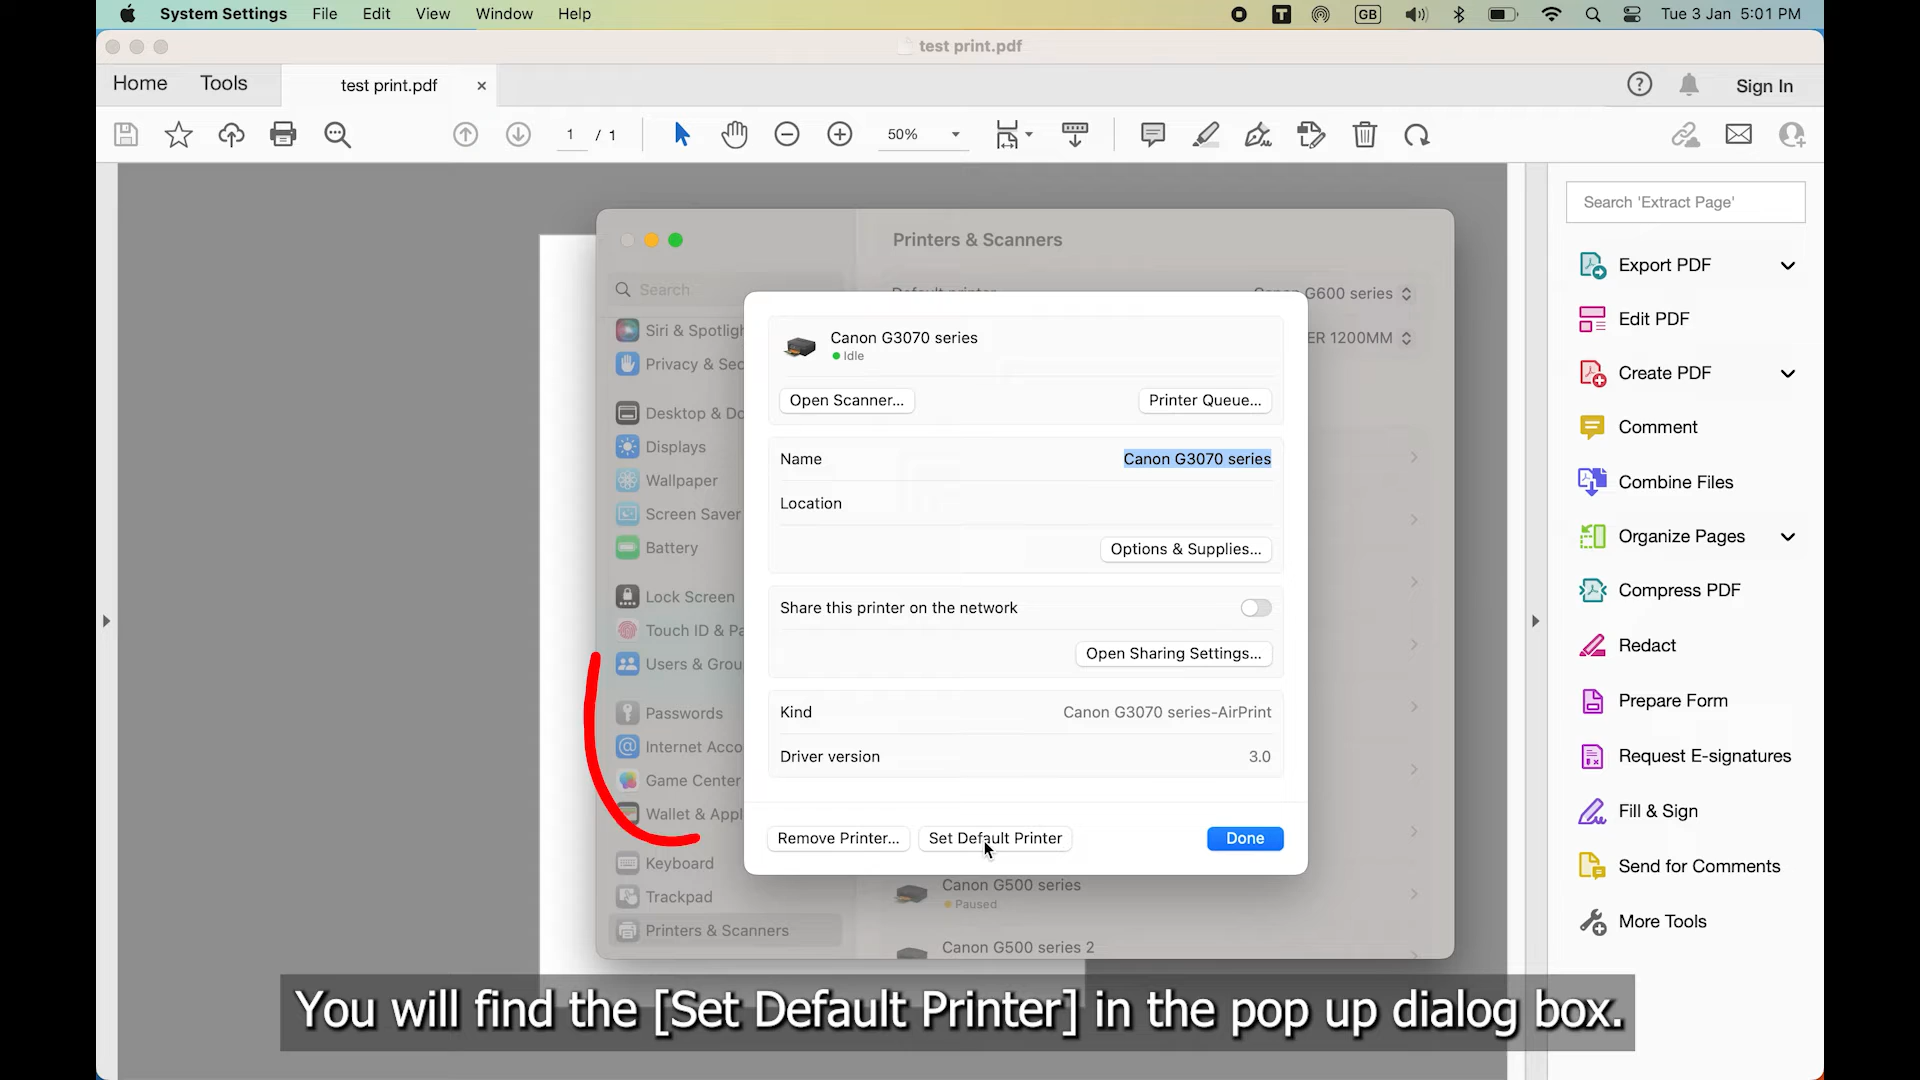 System Settings File Edit View Window Help
GB Tue 3 Jan 5:01 PM
test print.pdf
Home Tools test print.pdf ×
Sign In
1 / 1 50%
Search 'Extract Page'
Export PDF
Edit PDF
Create PDF
Comment
Combine Files
Organize Pages
Compress PDF
Redact
Prepare Form
Request E-signatures
Fill & Sign
Send for Comments
More Tools
Printers & Scanners
Search
Default printer G600 series
ER 1200MM
Siri & Spotligh
Privacy & Sec
Desktop & Do
Displays
Wallpaper
Screen Saver
Battery
Lock Screen
Touch ID & Pa
Users & Grou
Passwords
Internet Acco
Game Center
Wallet & Appl
Keyboard
Trackpad
Printers & Scanners
Canon G3070 series
Idle
Open Scanner... Printer Queue...
Name Canon G3070 series
Location
Options & Supplies...
Share this printer on the network
Open Sharing Settings...
Kind Canon G3070 series-AirPrint
Driver version 3.0
Remove Printer... Set Default Printer Done
Canon G500 series
Paused
Canon G500 series 2
You will find the [Set Default Printer] in the pop up dialog box.